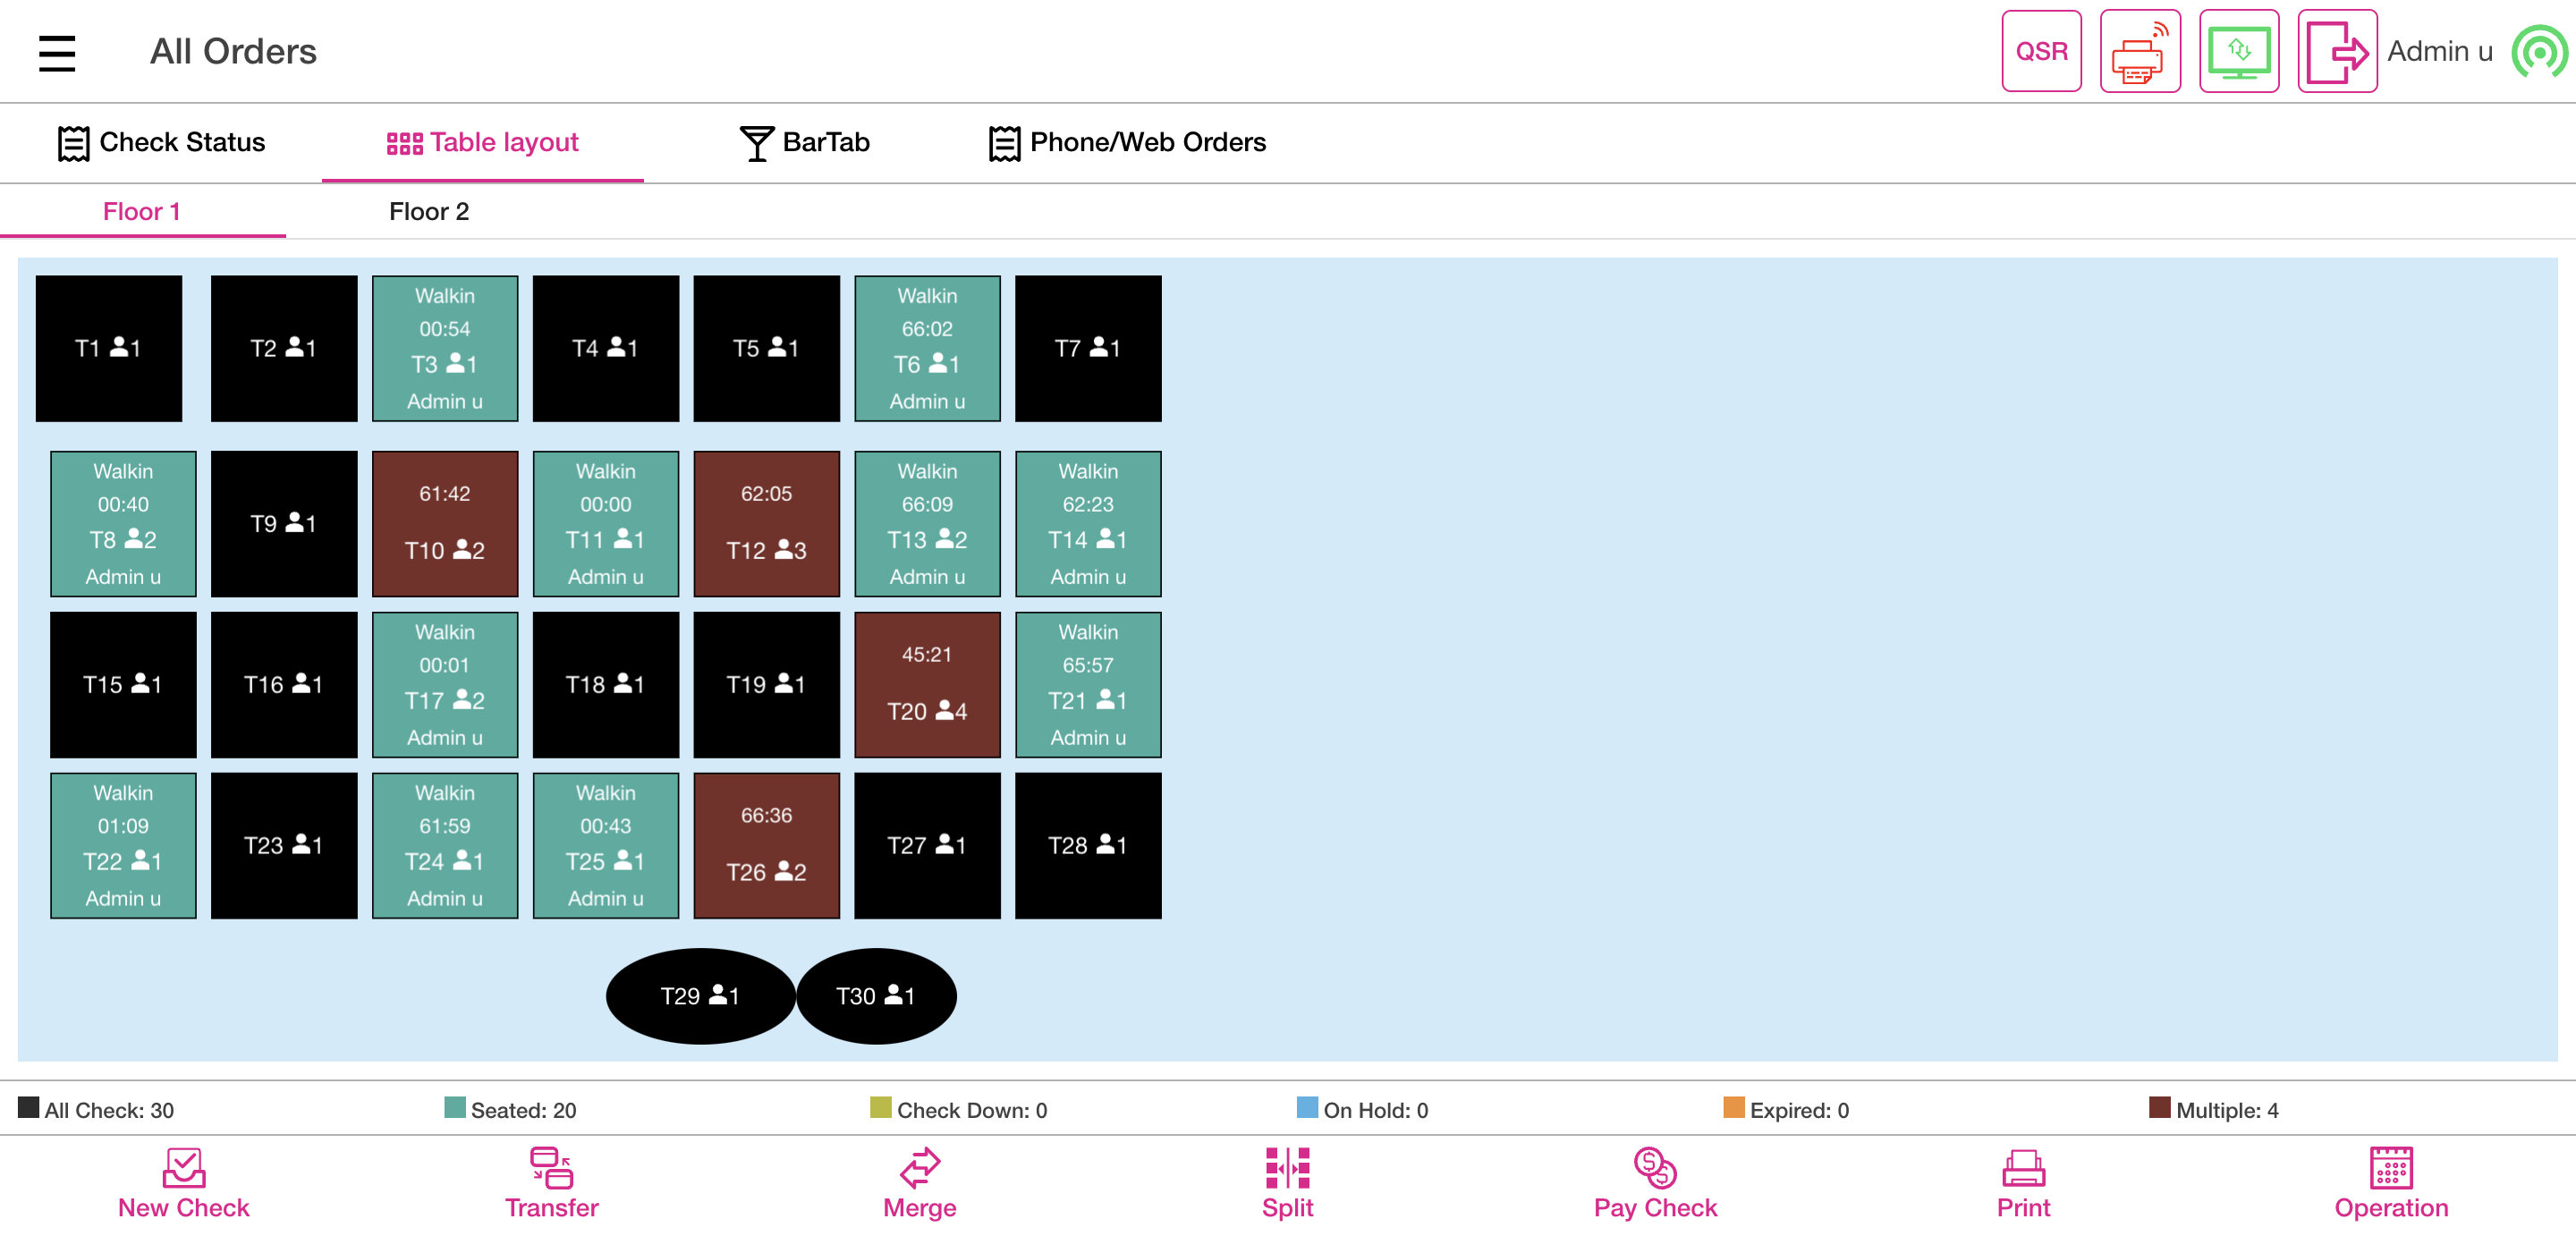 All Orders
QSR
Admin u
Check Status
Table layout
BarTab
Phone/Web Orders
Floor 1
Floor 2
T1 1
T2 1
Walkin
00:54
T3 1
Admin u
T4 1
T5 1
Walkin
66:02
T6 1
Admin u
T7 1
Walkin
00:40
T8 2
Admin u
T9 1
61:42
T10 2
Walkin
00:00
T11 1
Admin u
62:05
T12 3
Walkin
66:09
T13 2
Admin u
Walkin
62:23
T14 1
Admin u
T15 1
T16 1
Walkin
00:01
T17 2
Admin u
T18 1
T19 1
45:21
T20 4
Walkin
65:57
T21 1
Admin u
Walkin
01:09
T22 1
Admin u
T23 1
Walkin
61:59
T24 1
Admin u
Walkin
00:43
T25 1
Admin u
66:36
T26 2
T27 1
T28 1
T29 1
T30 1
All Check: 30
Seated: 20
Check Down: 0
On Hold: 0
Expired: 0
Multiple: 4
New Check
Transfer
Merge
Split
Pay Check
Print
Operation